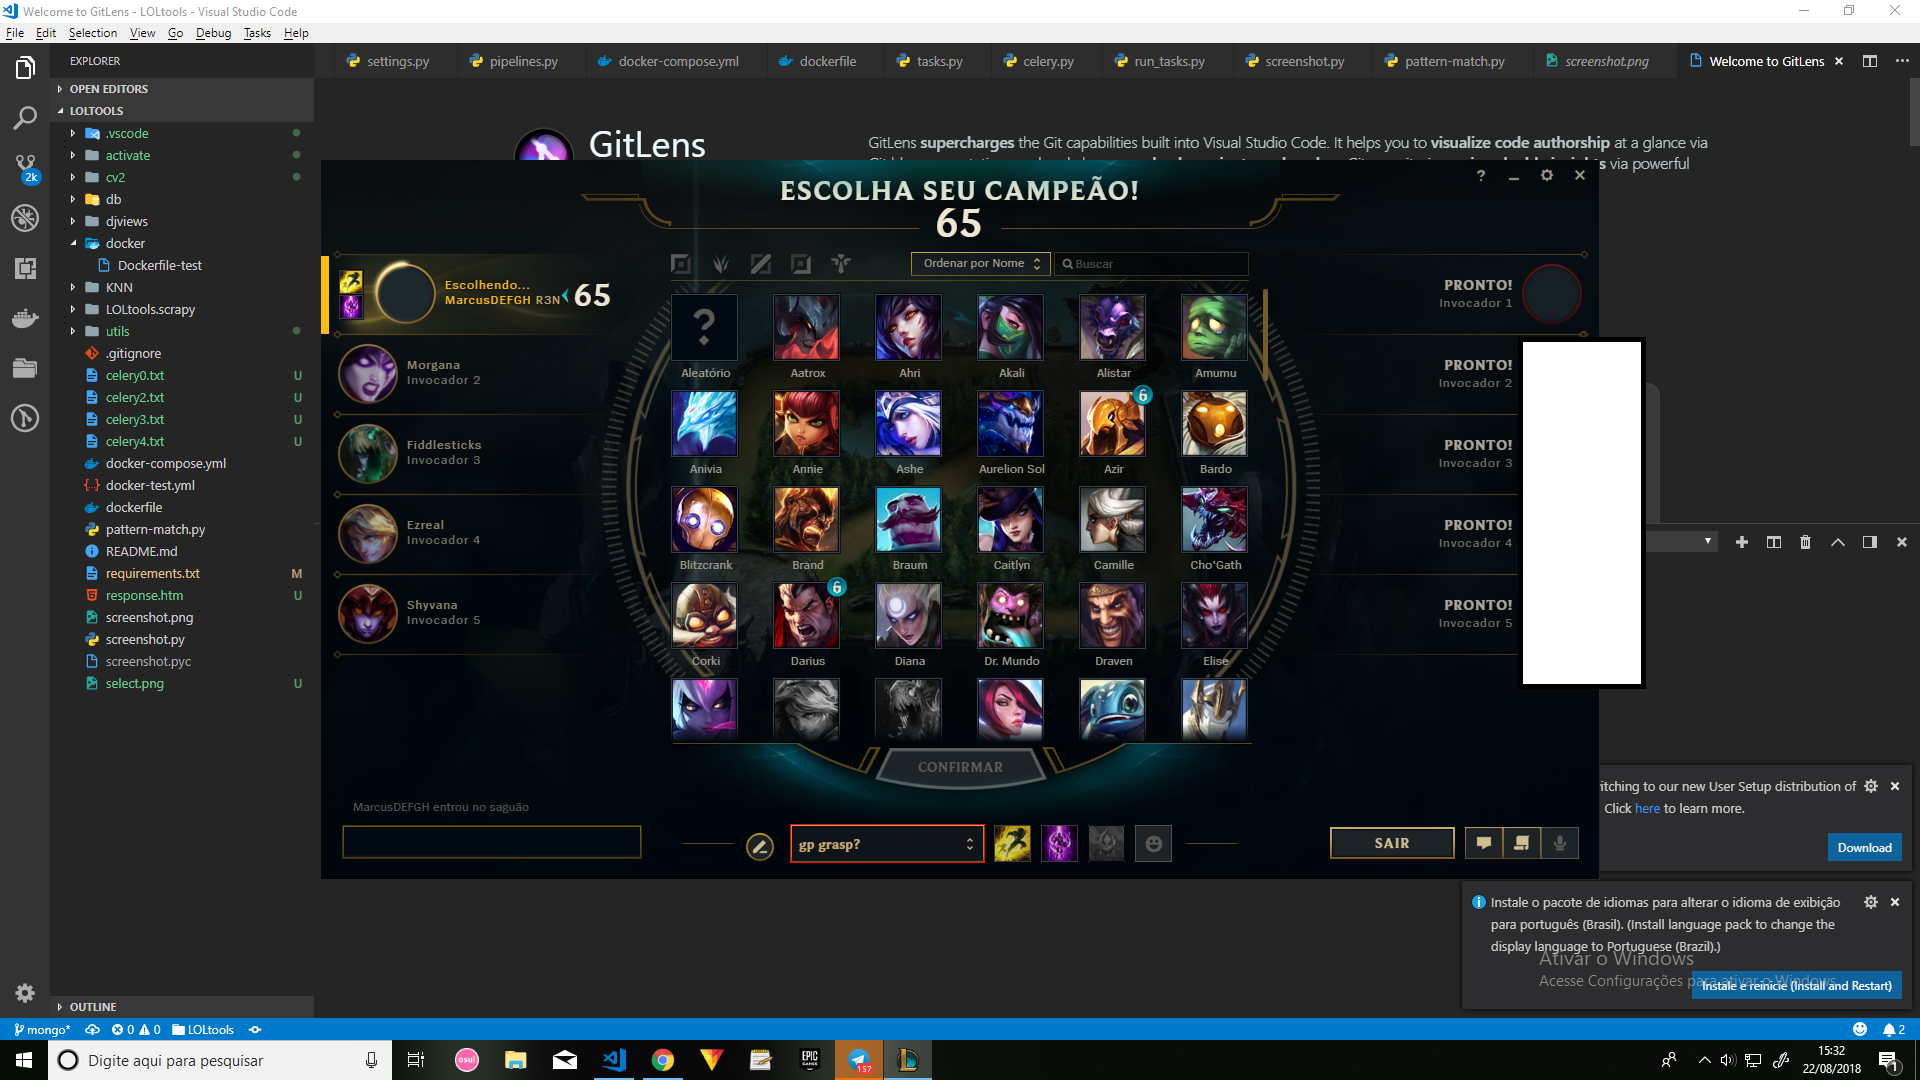 Welcome to GitLens - LOLtools - Visual Studio Code
File Edit Selection View Go Debug Tasks Help
EXPLORER
settings.py pipelines.py docker-compose.yml dockerfile tasks.py celery.py run_tasks.py screenshot.py pattern-match.py screenshot.png Welcome to GitLens
OPEN EDITORS
LOLTOOLS
.vscode
activate
cv2
db
djviews
docker
Dockerfile-test
KNN
LOLtools.scrapy
utils
.gitignore
celery0.txt U
celery2.txt U
celery3.txt U
celery4.txt U
docker-compose.yml
docker-test.yml
dockerfile
pattern-match.py
README.md
requirements.txt M
response.htm U
screenshot.png
screenshot.py
screenshot.pyc
select.png U
OUTLINE
2k
GitLens
GitLens supercharges the Git capabilities built into Visual Studio Code. It helps you to visualize code authorship at a glance via
via powerful
ESCOLHA SEU CAMPEÃO!
65
?
Ordenar por Nome
Buscar
Escolhendo...
MarcusDEFGH R3N
65
Morgana
Invocador 2
Fiddlesticks
Invocador 3
Ezreal
Invocador 4
Shyvana
Invocador 5
?
Aleatório Aatrox Ahri Akali Alistar Amumu
6
Anivia Annie Ashe Aurelion Sol Azir Bardo
Blitzcrank Brand Braum Caitlyn Camille Cho'Gath
6
Corki Darius Diana Dr. Mundo Draven Elise
PRONTO!
Invocador 1
PRONTO!
Invocador 2
PRONTO!
Invocador 3
PRONTO!
Invocador 4
PRONTO!
Invocador 5
CONFIRMAR
MarcusDEFGH entrou no saguão
gp grasp?
SAIR
itching to our new User Setup distribution of
Click here to learn more.
Download
Instale o pacote de idiomas para alterar o idioma de exibição
para português (Brasil). (Install language pack to change the
display language to Portuguese (Brazil).)
Ativar o Windows
Acesse Configurações para ativar o Windows.
Instale e reinicie (Install and Restart)
mongo* 0 0 LOLtools 2
Digite aqui para pesquisar
osu!
EPIC GAMES
157
15:32
22/08/2018
1